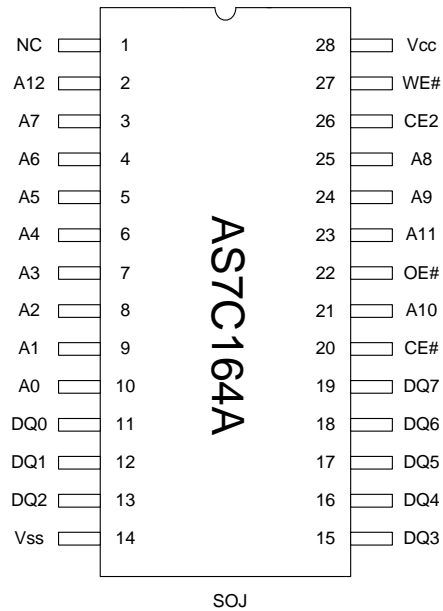 NC 1 28 Vcc
A12 2 27 WE#
A7 3 26 CE2
A6 4 25 A8
A5 5 24 A9
A4 6 23 A11
A3 7 22 OE#
A2 8 21 A10
A1 9 20 CE#
A0 10 19 DQ7
DQ0 11 18 DQ6
DQ1 12 17 DQ5
DQ2 13 16 DQ4
Vss 14 15 DQ3
AS7C164A
SOJ